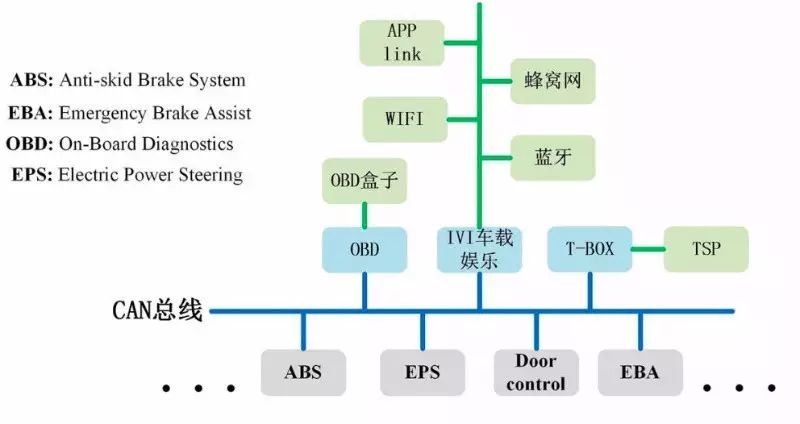 ABS: Anti-skid Brake System
EBA: Emergency Brake Assist
OBD: On-Board Diagnostics
EPS: Electric Power Steering
APP
link
蜂窝网
WIFI
蓝牙
OBD盒子
OBD
IVI车载
娱乐
T-BOX
TSP
CAN总线
ABS
EPS
Door
control
EBA